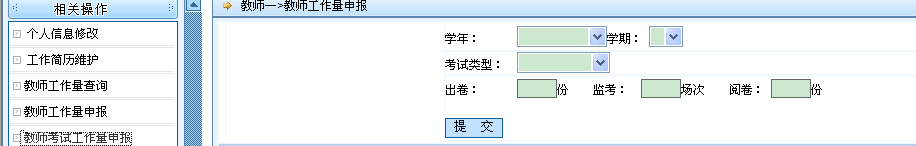 相关操作
个人信息修改
工作简历维护
教师工作量查询
教师工作量申报
教师考试工作量申报
教师—>教师工作量申报
学年： 学期：
考试类型：
出卷： 份 监考： 场次 阅卷： 份
提 交